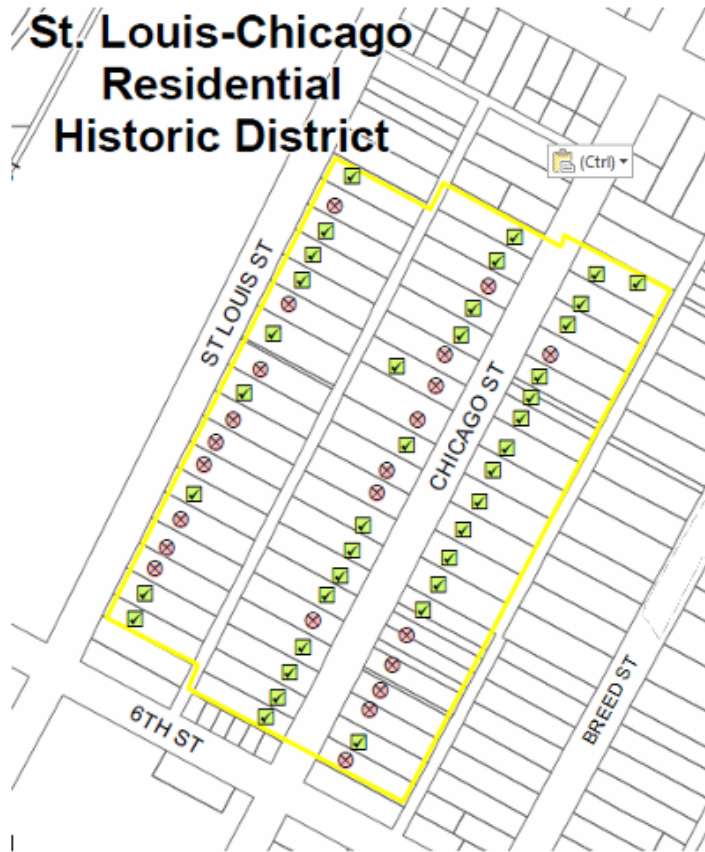 St. Louis-Chicago
Residential
Historic District
(Ctrl)
ST LOUIS ST
CHICAGO ST
BREED ST
6TH ST